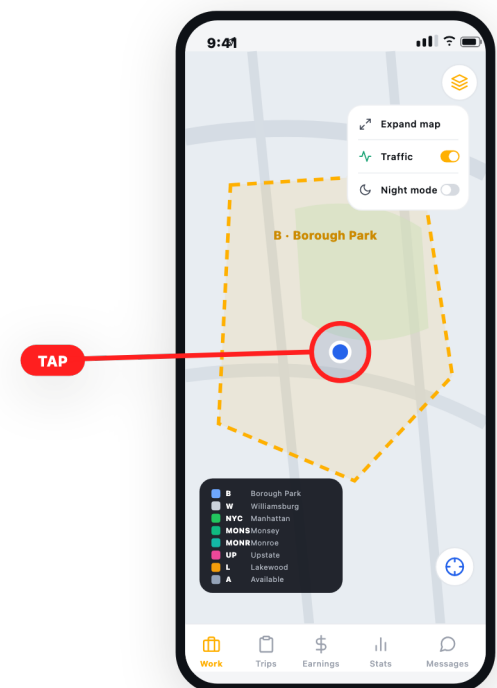 9:41
Expand map
Traffic
Night mode
B · Borough Park
TAP
B Borough Park
W Williamsburg
NYC Manhattan
MONS Monsey
MONR Monroe
UP Upstate
L Lakewood
A Available
Work Trips Earnings Stats Messages